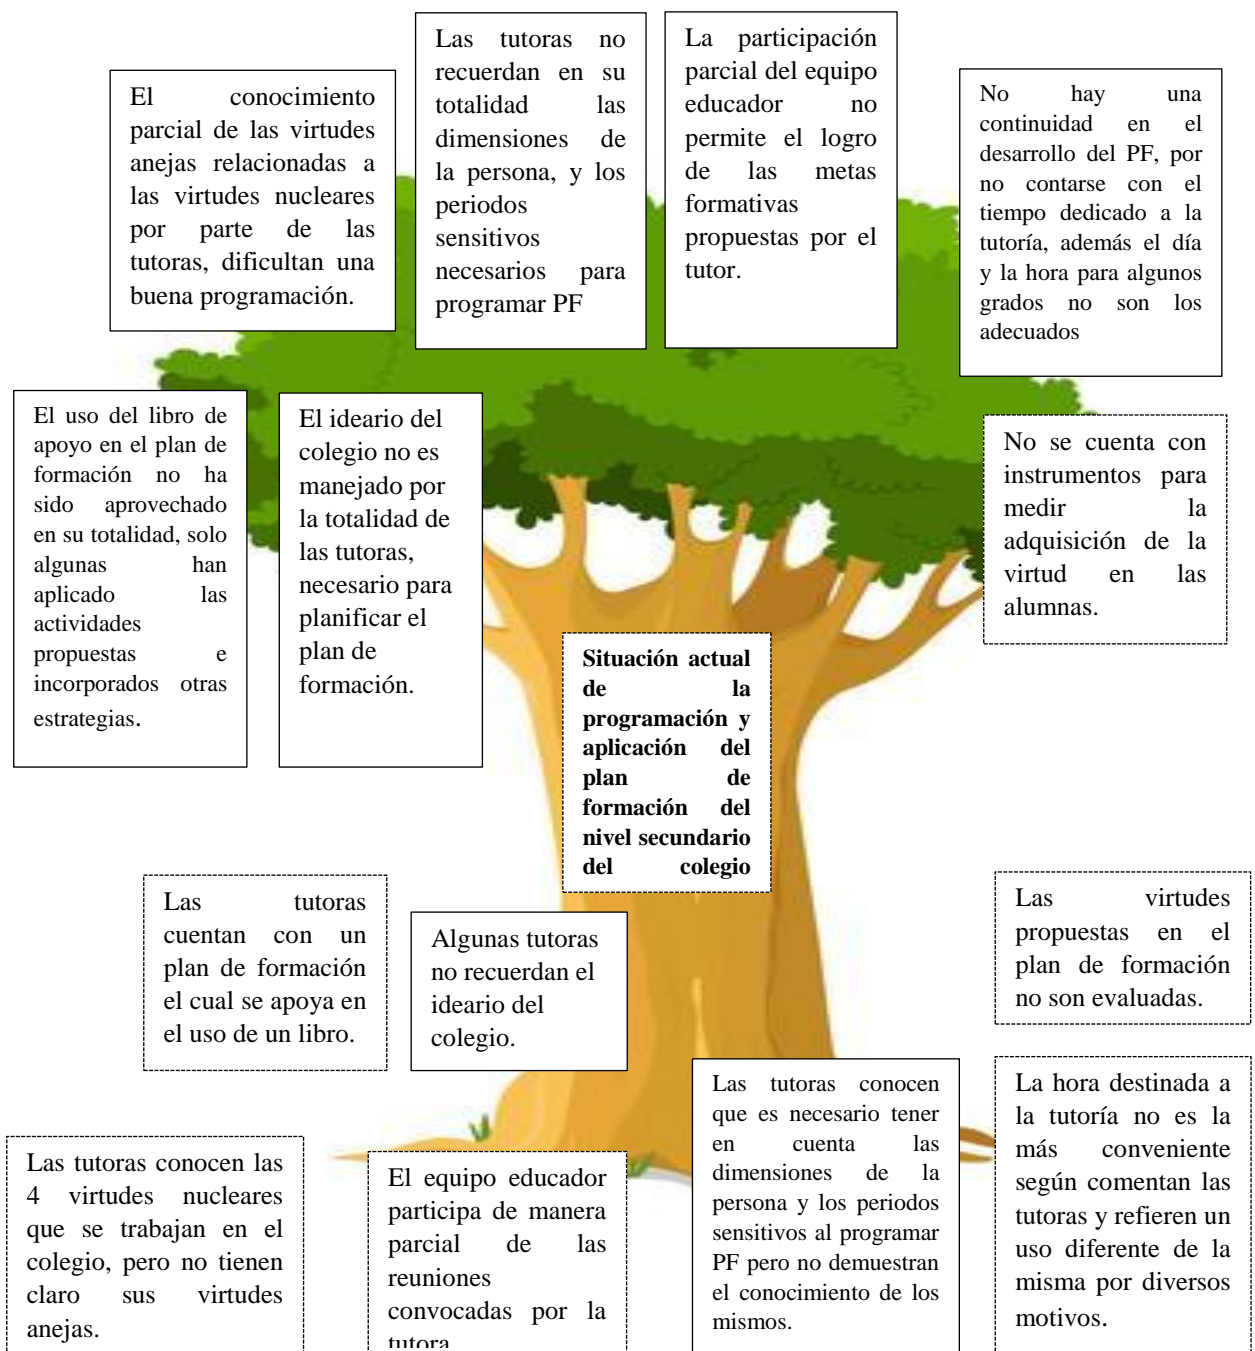 El conocimiento
parcial de las virtudes
anejas relacionadas a
las virtudes nucleares
por parte de las
tutoras, dificultan una
buena programación.
Las tutoras no
recuerdan en su
totalidad las
dimensiones de
la persona, y los
periodos
sensitivos
necesarios para
programar PF
La participación
parcial del equipo
educador no
permite el logro
de las metas
formativas
propuestas por el
tutor.
No hay una
continuidad en el
desarrollo del PF, por
no contarse con el
tiempo dedicado a la
tutoría, además el día
y la hora para algunos
grados no son los
adecuados
El uso del libro de
apoyo en el plan de
formación no ha
sido aprovechado
en su totalidad, solo
algunas han
aplicado las
actividades
propuestas e
incorporados otras
estrategias.
El ideario del
colegio no es
manejado por
la totalidad de
las tutoras,
necesario para
planificar el
plan de
formación.
No se cuenta con
instrumentos para
medir la
adquisición de la
virtud en las
alumnas.
Situación actual
de la
programación y
aplicación del
plan de
formación del
nivel secundario
del colegio
Las tutoras
cuentan con un
plan de formación
el cual se apoya en
el uso de un libro.
Algunas tutoras
no recuerdan el
ideario del
colegio.
Las virtudes
propuestas en el
plan de formación
no son evaluadas.
Las tutoras conocen las
4 virtudes nucleares
que se trabajan en el
colegio, pero no tienen
claro sus virtudes
anejas.
El equipo educador
participa de manera
parcial de las
reuniones
convocadas por la
tutora
Las tutoras conocen
que es necesario tener
en cuenta las
dimensiones de la
persona y los periodos
sensitivos al programar
PF pero no demuestran
el conocimiento de los
mismos.
La hora destinada a
la tutoría no es la
más conveniente
según comentan las
tutoras y refieren un
uso diferente de la
misma por diversos
motivos.